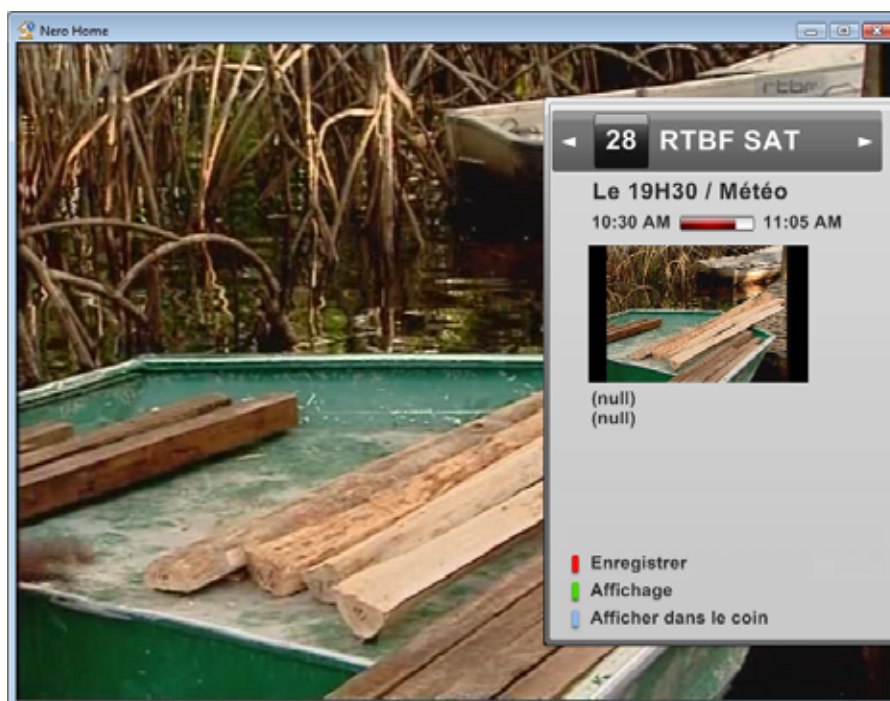 Nero Home
rtbf
28 RTBF SAT
Le 19H30 / Météo
10:30 AM 11:05 AM
(null)
(null)
Enregistrer
Affichage
Afficher dans le coin